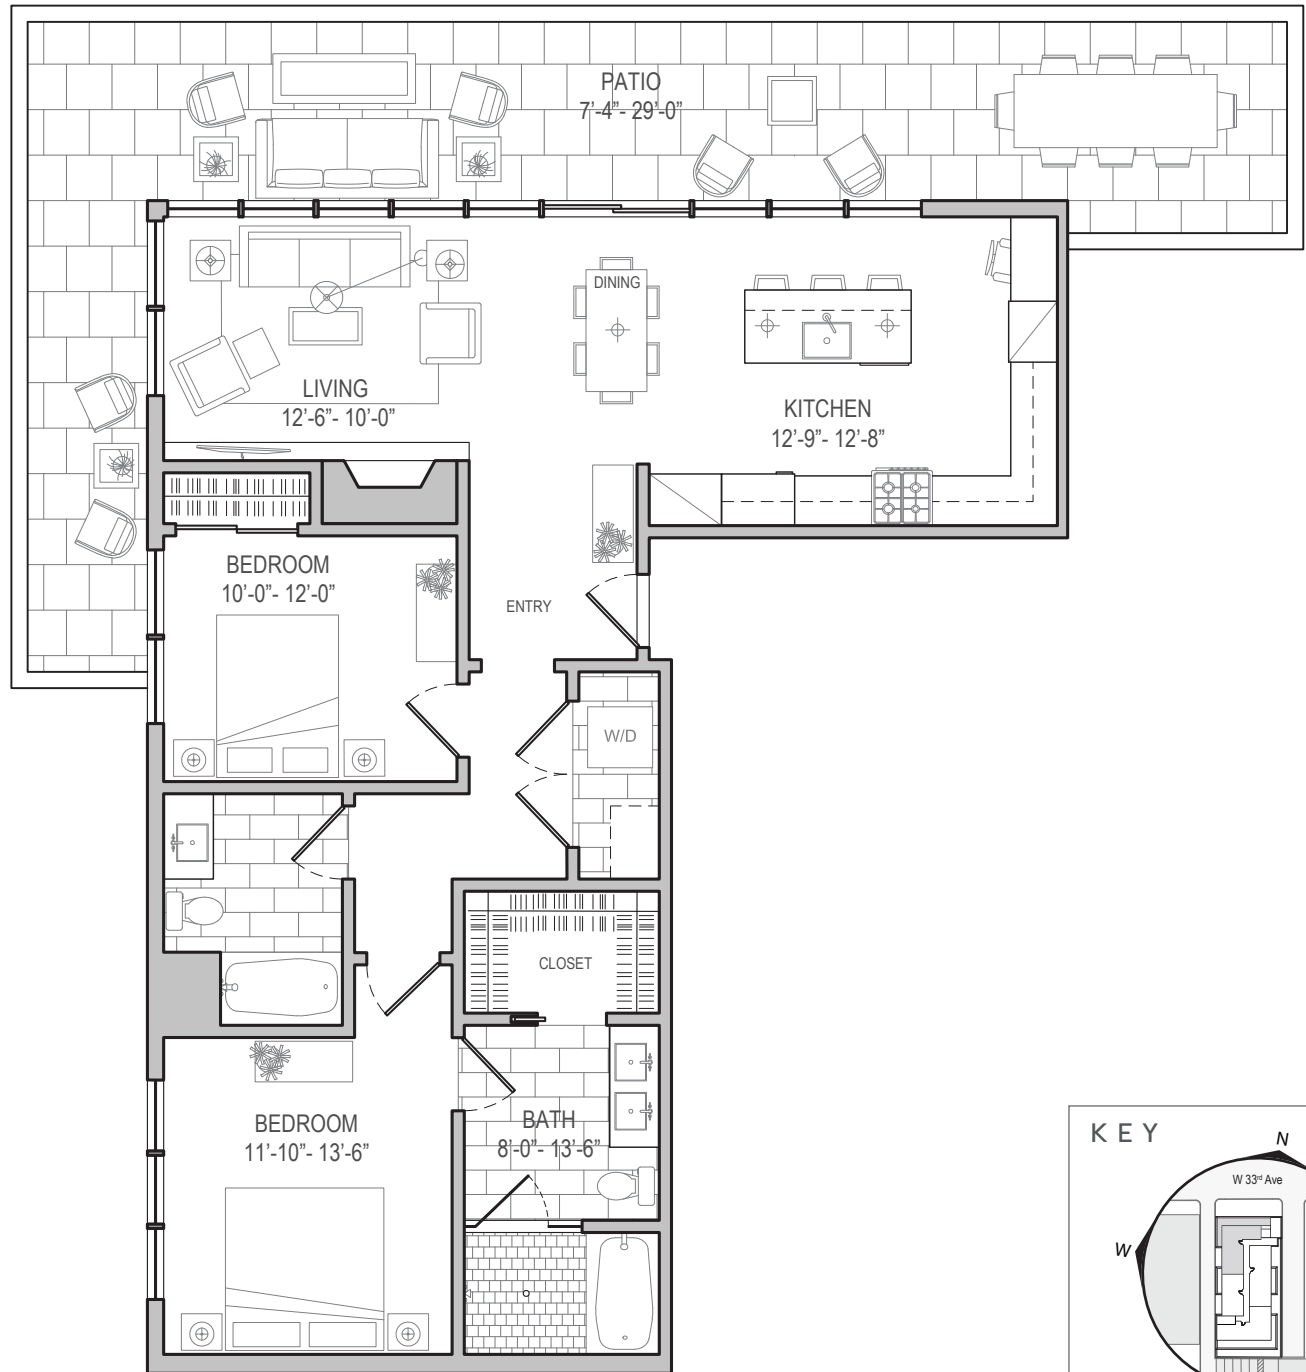 PATIO
7'-4”- 29'-0”
DINING
LIVING
12'-6”- 10'-0”
KITCHEN
12'-9”- 12'-8”
BEDROOM
10'-0”- 12'-0”
ENTRY
W/D
CLOSET
BEDROOM
11'-10”- 13'-6”
BATH
8'-0”- 13'-6”
KEY
N
W 33rd Ave
W